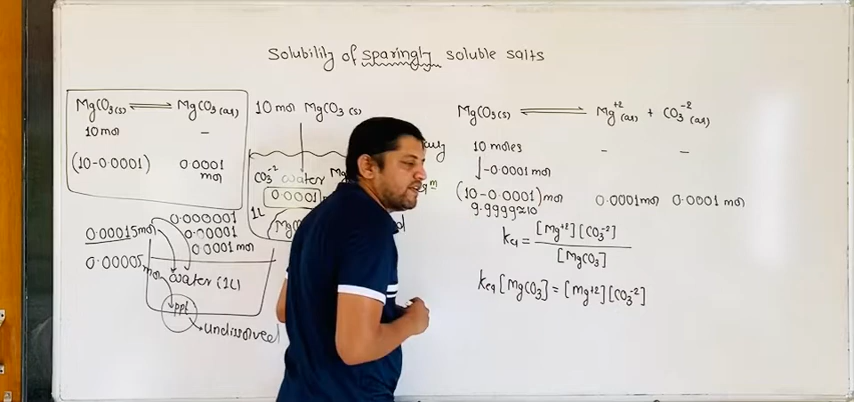 Solubility of sparingly soluble salts
MgCO3(s) ⇌ MgCO3(aq)
10 mol -
(10-0.0001) 0.0001
mol
10 mol MgCO3(s)
CO3-2 water Mg
0.0001
1L
0.000001
0.00015 mol 0.00001
0.0001 mol
0.00005 mol water (1L)
ppt
undissolved
MgCO3(s) ⇌ Mg+2(aq) + CO3-2(aq)
10 moles - -
↓-0.0001 mol
(10-0.0001) mol 0.0001 mol 0.0001 mol
9.9999≈10
Keq = [Mg+2][CO3-2]
[MgCO3]
Keq [MgCO3] = [Mg+2][CO3-2]